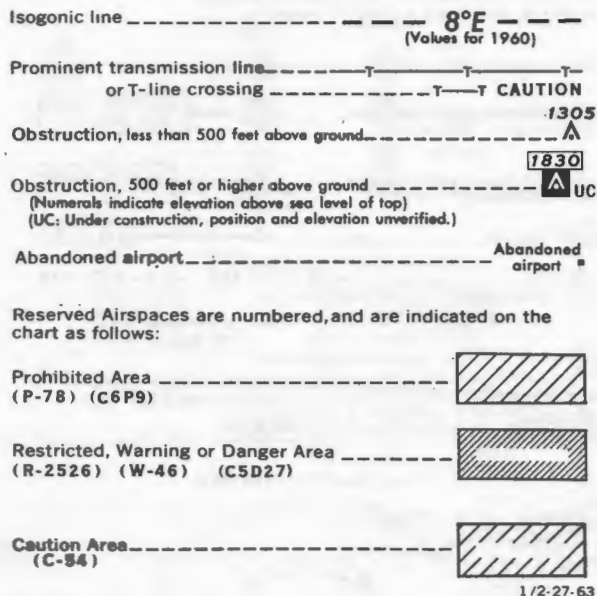 Isogonic line 8°E
(Values for 1960)
Prominent transmission line T T T
or T-line crossing T T CAUTION
1305
Obstruction, less than 500 feet above ground
1830
Obstruction, 500 feet or higher above ground UC
(Numerals indicate elevation above sea level of top)
(UC: Under construction, position and elevation unverified.)
Abandoned airport Abandoned
airport
Reserved Airspaces are numbered, and are indicated on the
chart as follows:
Prohibited Area
(P-78) (C6P9)
Restricted, Warning or Danger Area
(R-2526) (W-46) (C5D27)
Caution Area
(C-54)
1/2-27-63